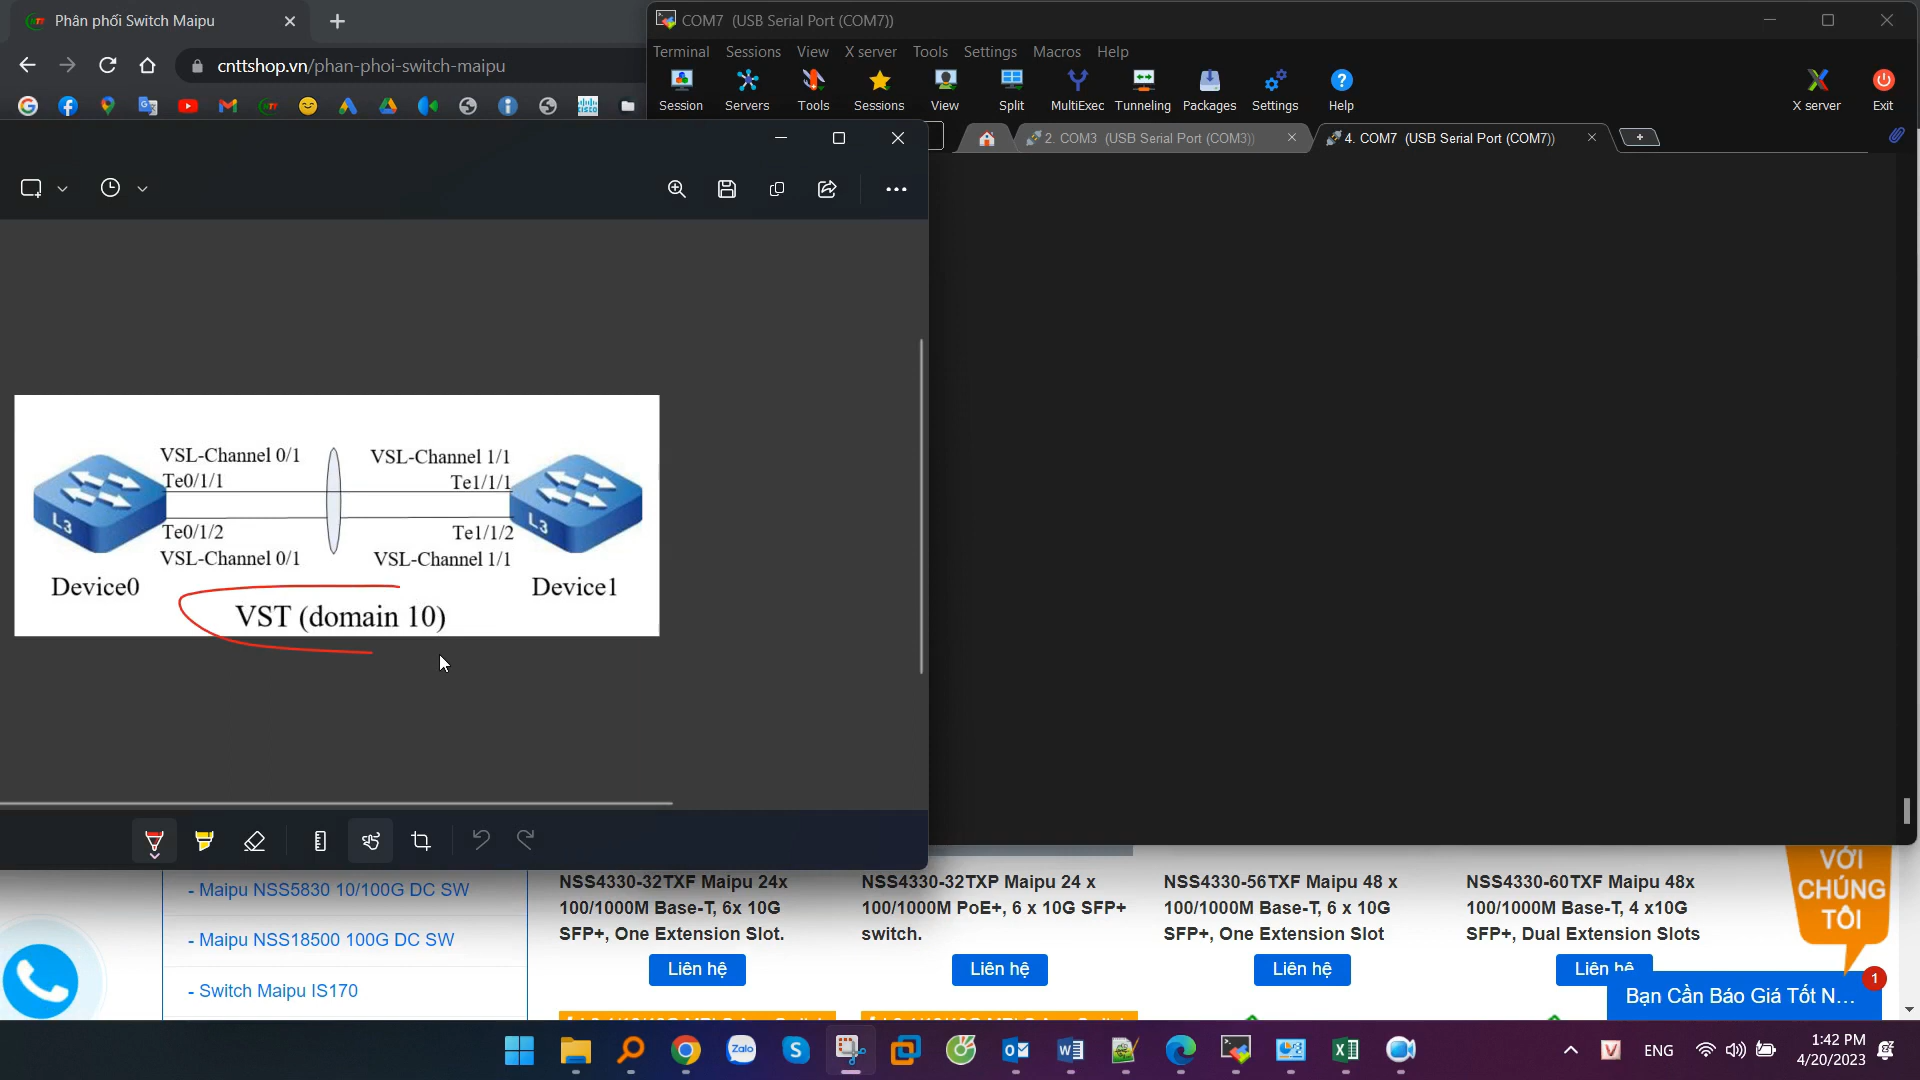 Phân phối Switch Maipu
cnttshop.vn/phan-phoi-switch-maipu
COM7 (USB Serial Port (COM7))
Terminal Sessions View X server Tools Settings Macros Help
Session Servers Tools Sessions View Split MultiExec Tunneling Packages Settings Help X server Exit
2. COM3 (USB Serial Port (COM3)) 4. COM7 (USB Serial Port (COM7))
VSL-Channel 0/1 VSL-Channel 1/1
Te0/1/1 Te1/1/1
L3 L3
Te0/1/2 Te1/1/2
VSL-Channel 0/1 VSL-Channel 1/1
Device0 Device1
VST (domain 10)
- Maipu NSS5830 10/100G DC SW
- Maipu NSS18500 100G DC SW
- Switch Maipu IS170
NSS4330-32TXF Maipu 24x
100/1000M Base-T, 6x 10G
SFP+, One Extension Slot.
Liên hệ
NSS4330-32TXP Maipu 24 x
100/1000M PoE+, 6 x 10G SFP+
switch.
Liên hệ
NSS4330-56TXF Maipu 48 x
100/1000M Base-T, 6 x 10G
SFP+, One Extension Slot
Liên hệ
NSS4330-60TXF Maipu 48x
100/1000M Base-T, 4 x10G
SFP+, Dual Extension Slots
Liên hệ
VỚI
CHÚNG
TÔI
1
Bạn Cần Báo Giá Tốt N...
Zalo
ENG
1:42 PM
4/20/2023